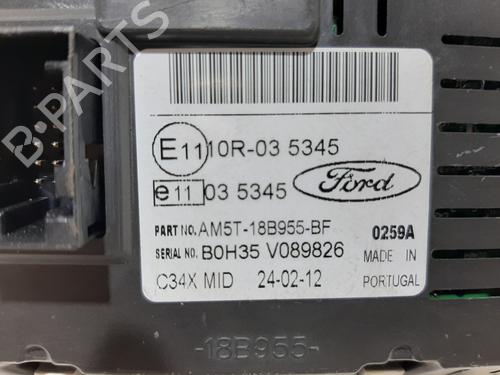 B-PARTS
E11 10R-03 5345
e11 03 5345 Ford
PART NO. AM5T-18B955-BF 0259A
SERIAL NO. B0H35 V089826 MADE IN
C34X MID 24-02-12 PORTUGAL
-18B955-